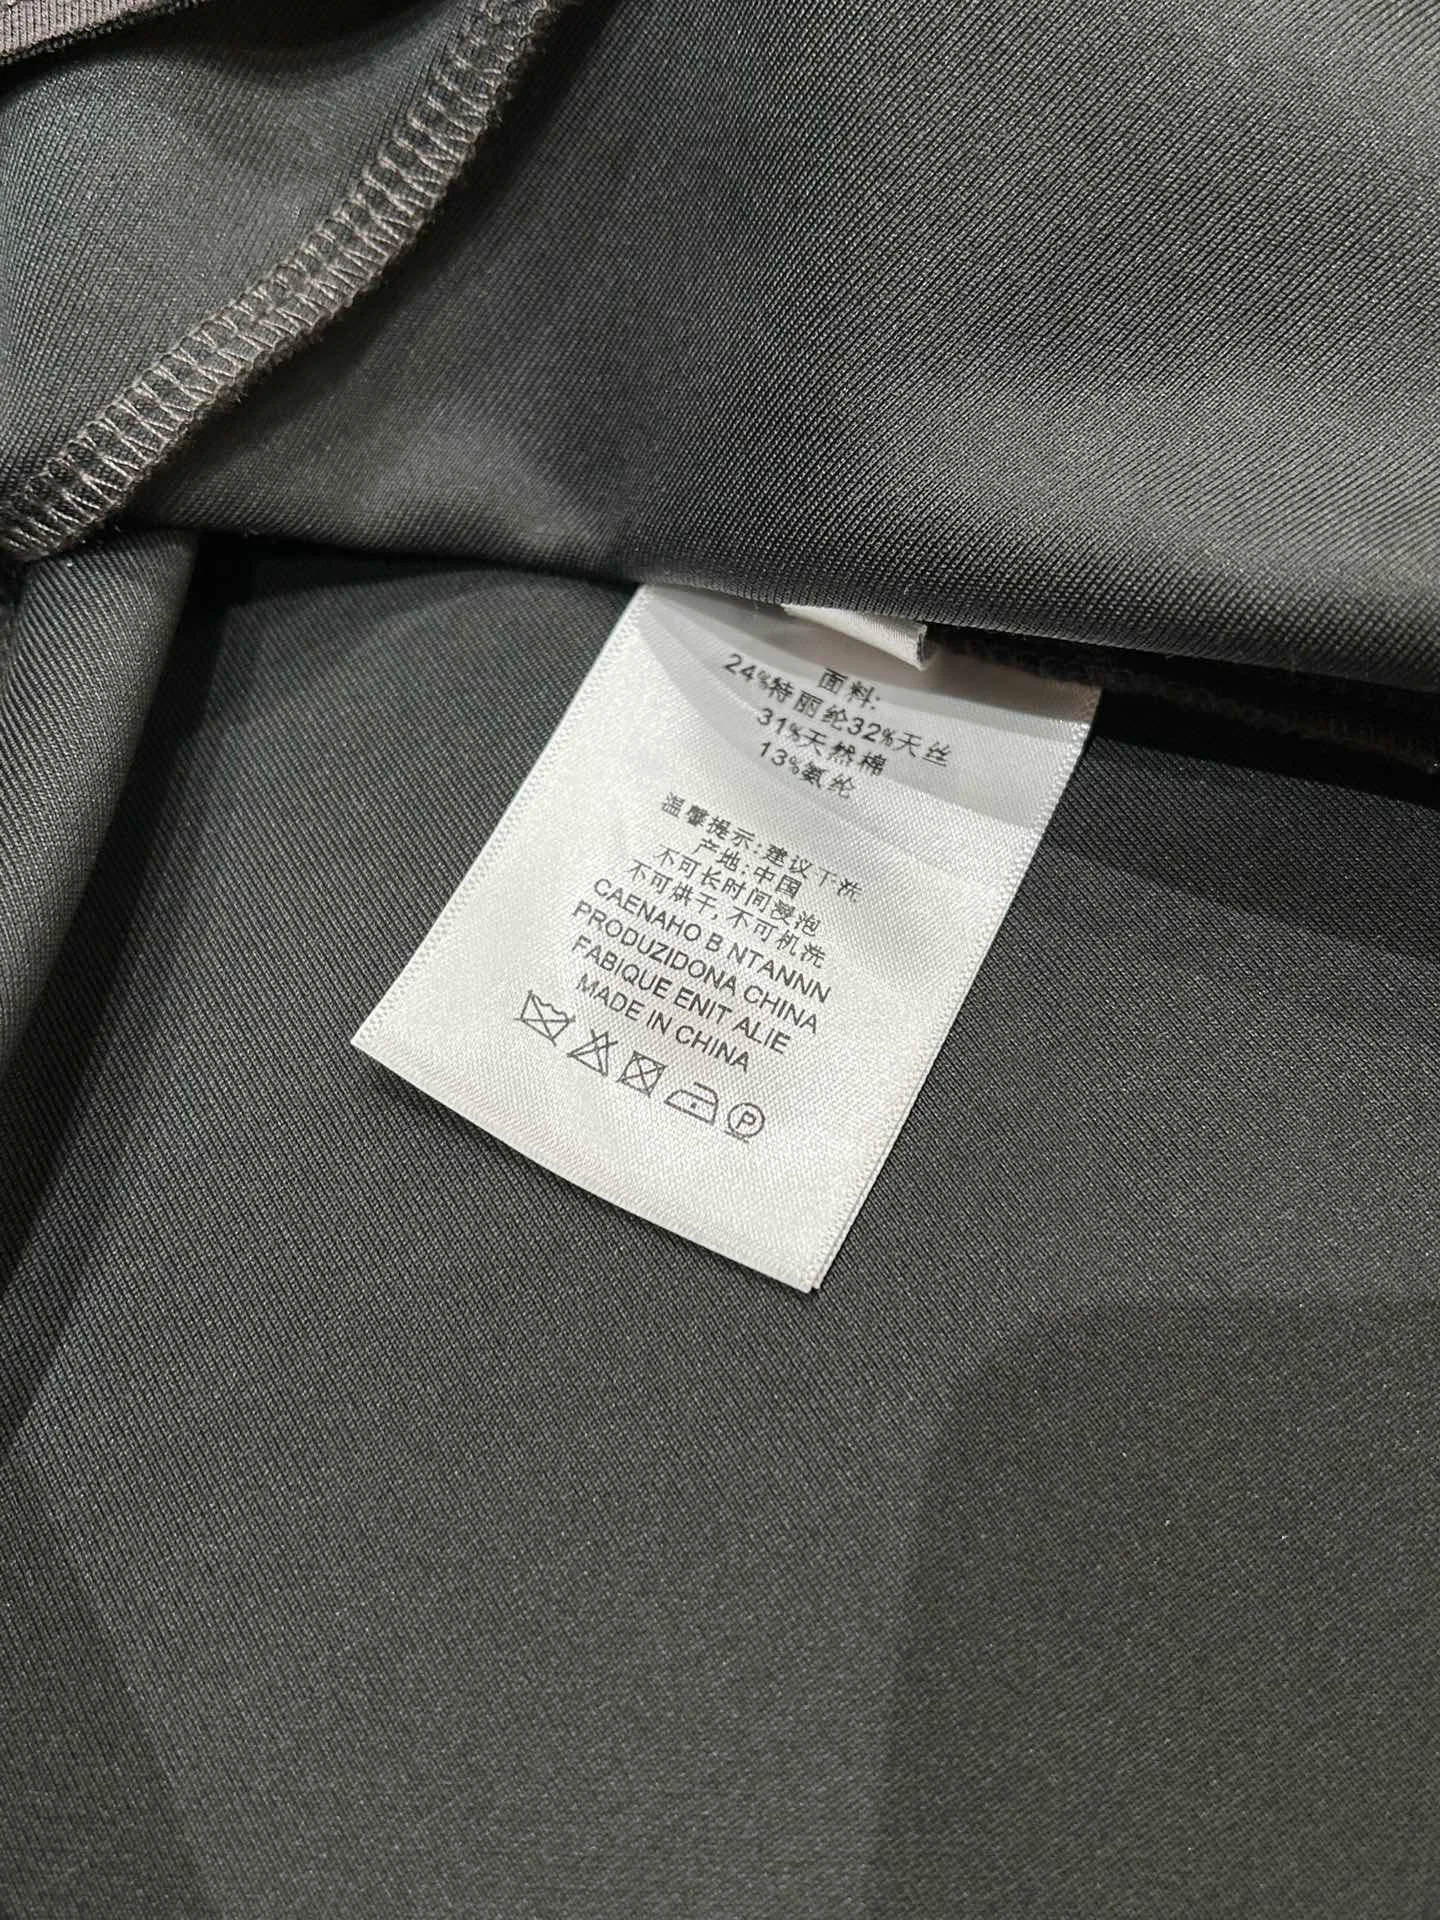 面料:
24%特丽纶32%天丝
31%天然棉
13%氨纶
温馨提示:建议干洗
产地:中国
不可长时间浸泡
不可烘干,不可机洗
CAENAHO B NTANNN
PRODUZIDONA CHINA
FABIQUE ENIT ALIE
MADE IN CHINA
P